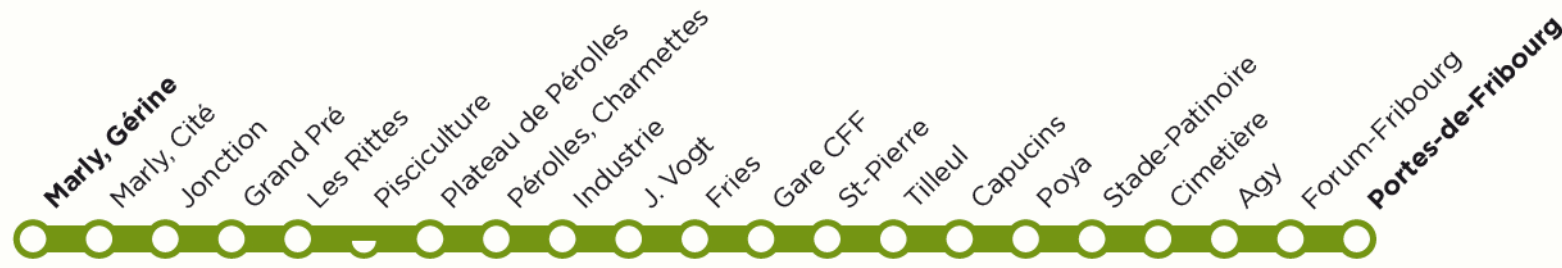 Marly, Gérine
Marly, Cité
Jonction
Grand Pré
Les Rittes
Pisciculture
Plateau de Pérolles
Pérolles, Charmettes
Industrie
J. Vogt
Fries
Gare CFF
St-Pierre
Tilleul
Capucins
Poya
Stade-Patinoire
Cimetière
Agy
Forum-Fribourg
Portes-de-Fribourg